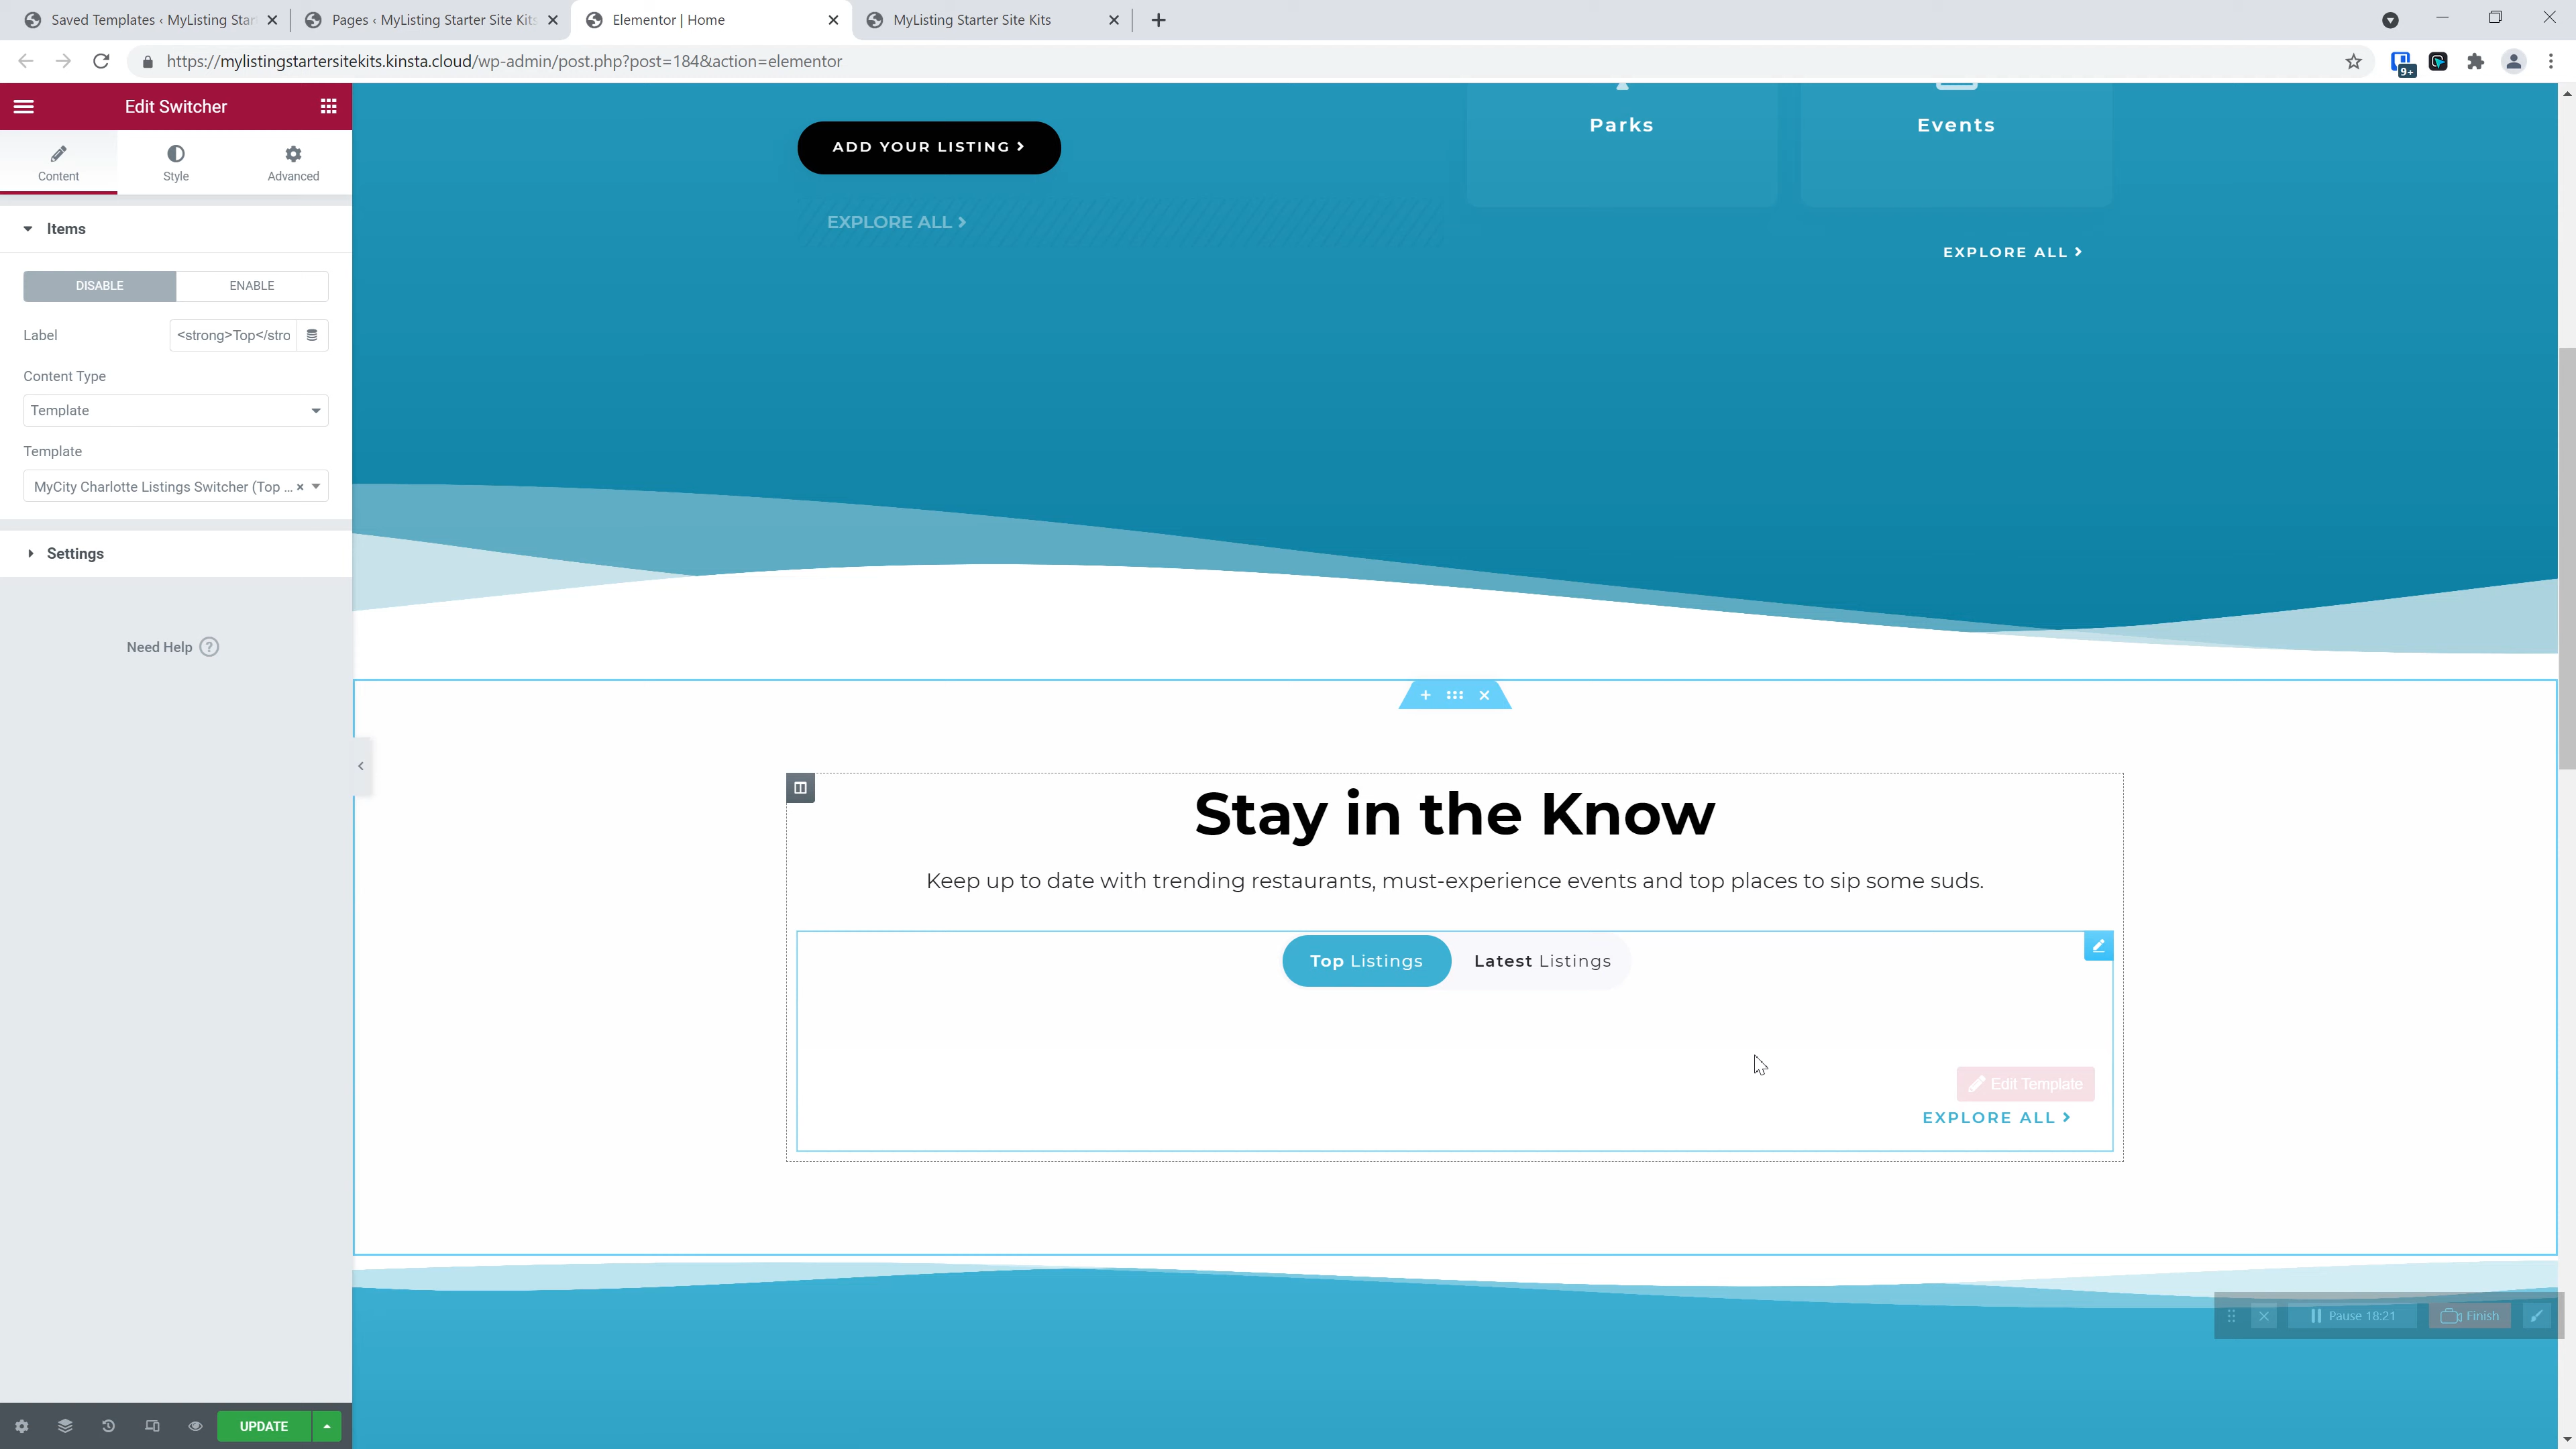 Saved Templates ‹ MyListing Star
Pages ‹ MyListing Starter Site Kits
Elementor | Home
MyListing Starter Site Kits
https://mylistingstartersitekits.kinsta.cloud/wp-admin/post.php?post=184&action=elementor
9+
Edit Switcher
Content
Style
Advanced
Items
DISABLE
ENABLE
Label
<strong>Top</stro
Content Type
Template
Template
MyCity Charlotte Listings Switcher (Top ...
Settings
Need Help ?
UPDATE
Parks
Events
ADD YOUR LISTING
EXPLORE ALL
EXPLORE ALL
Stay in the Know
Keep up to date with trending restaurants, must-experience events and top places to sip some suds.
Top Listings
Latest Listings
Edit Template
EXPLORE ALL
Pause 18:21
Finish